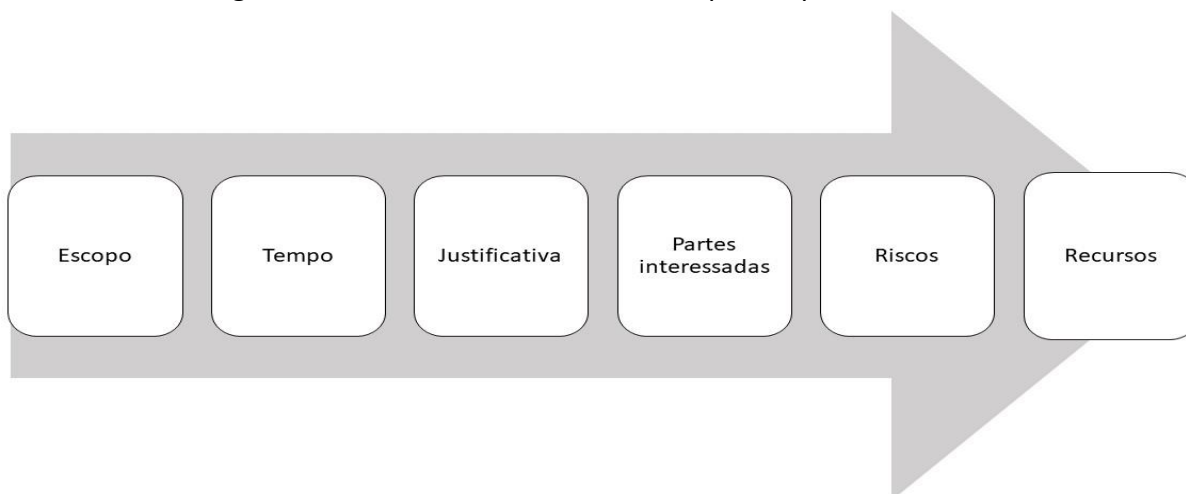 Escopo
Tempo
Justificativa
Partes
interessadas
Riscos
Recursos